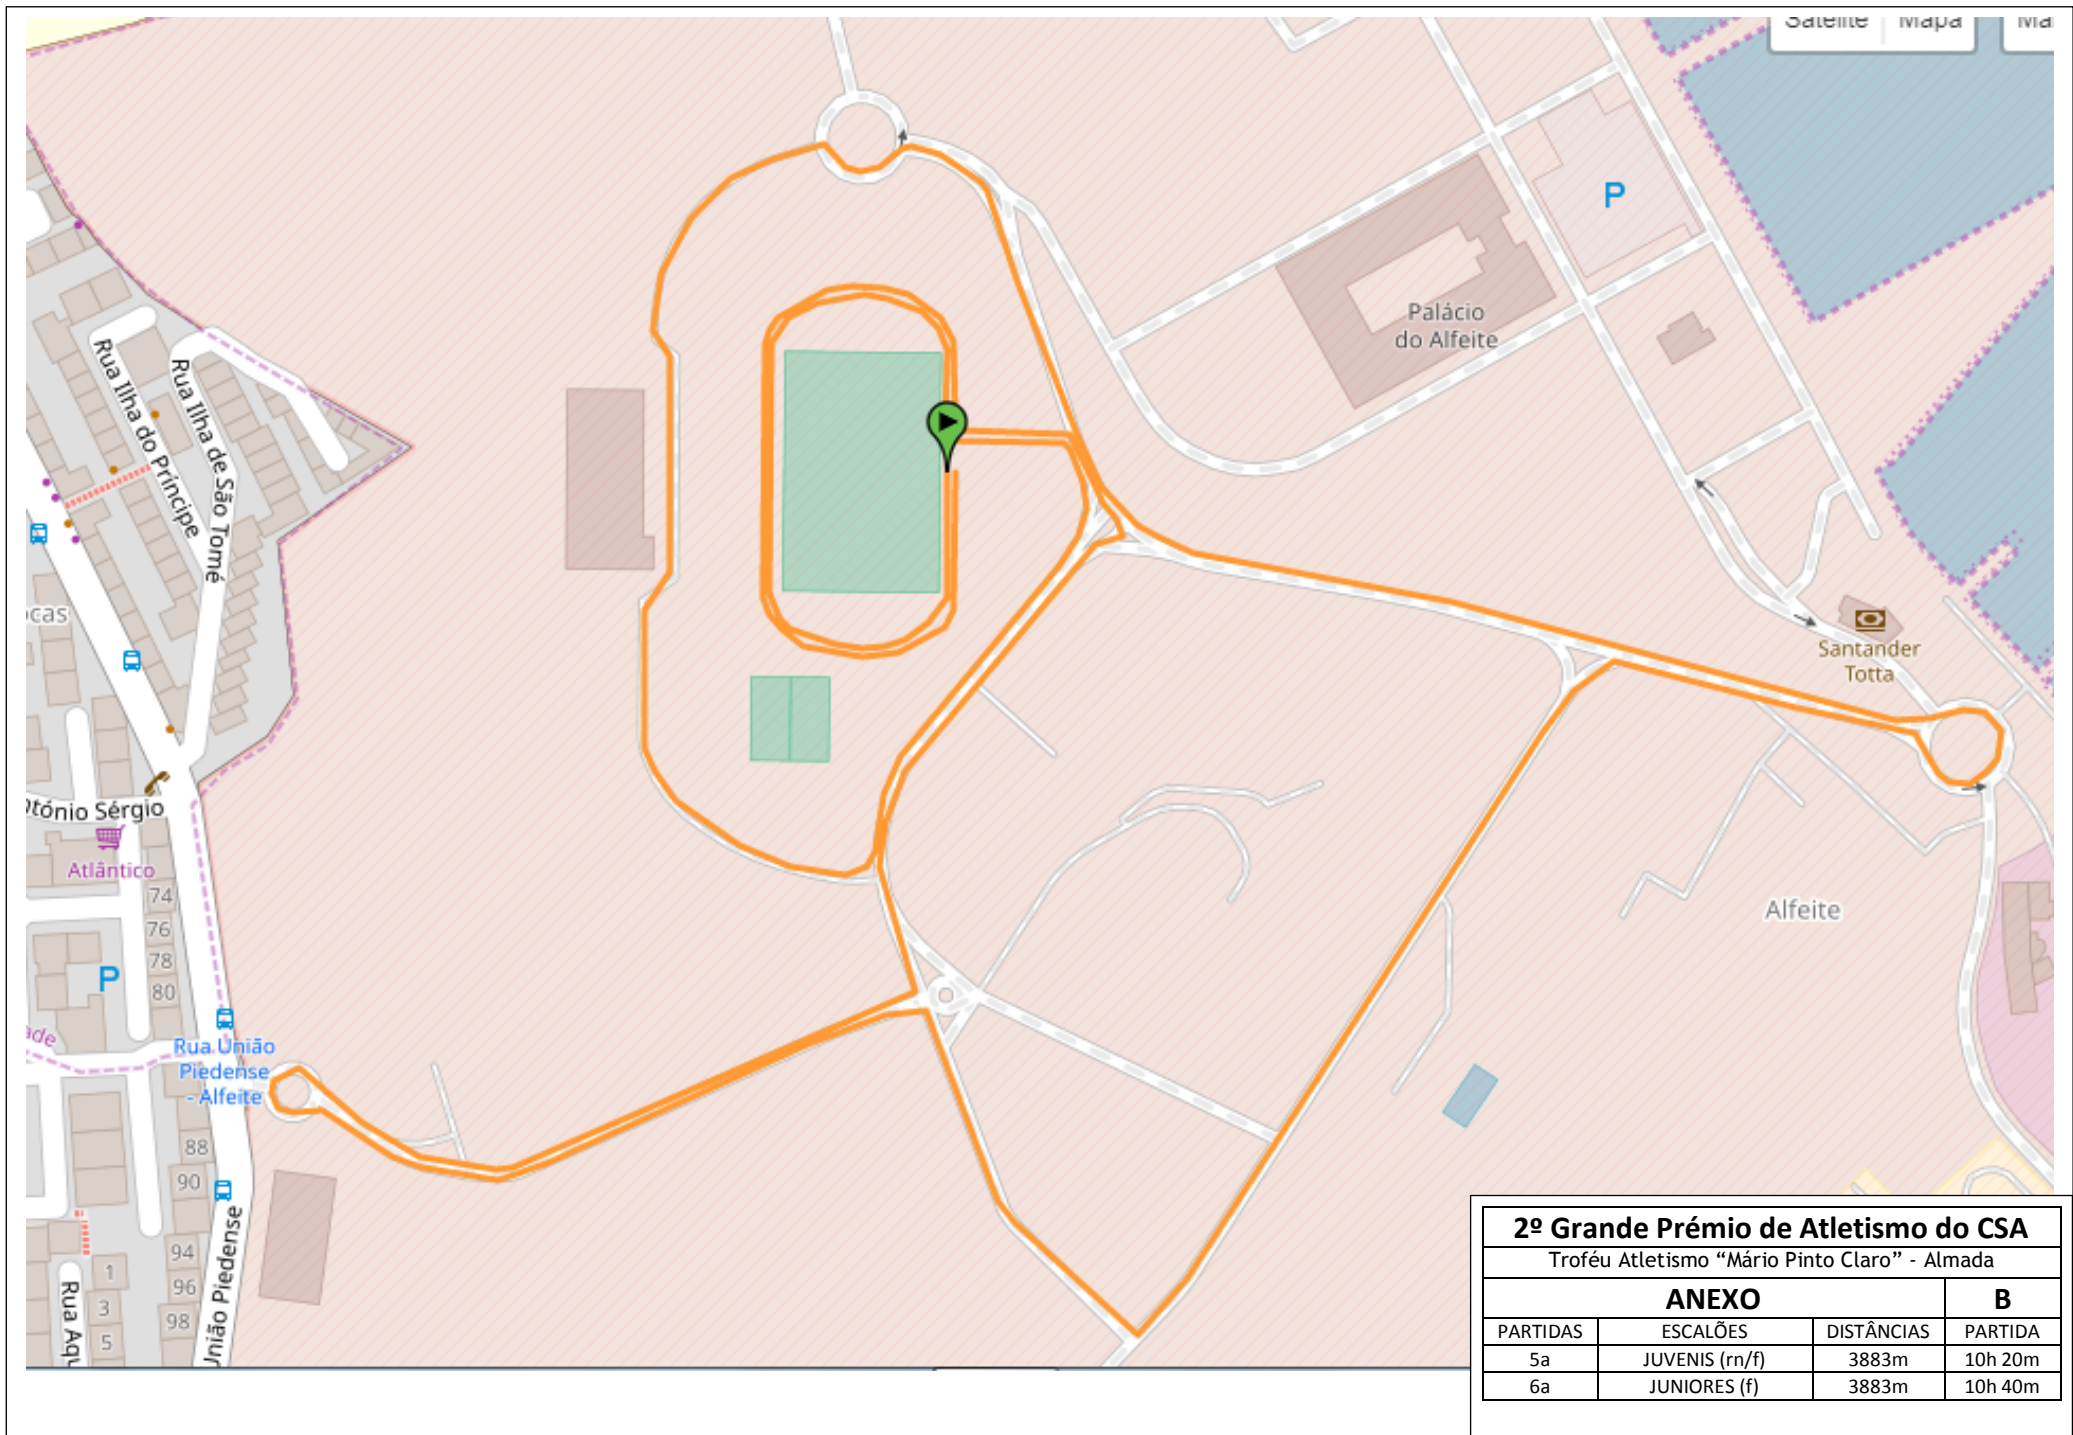 Satélite
Mapa
P
Palácio
do Alfeite
Rua Ilha do Príncipe
Rua Ilha de São Tomé
Santander
Totta
António Sérgio
Atlântico
74
76
78
80
P
Alfeite
Rua União
Piedense
- Alfeite
88
90
94
96
98
1
3
5
União Piedense
2º Grande Prémio de Atletismo do CSA
Troféu Atletismo “Mário Pinto Claro” - Almada
ANEXO B
PARTIDAS ESCALÕES DISTÂNCIAS PARTIDA
5a JUVENIS (rn/f) 3883m 10h 20m
6a JUNIORES (f) 3883m 10h 40m